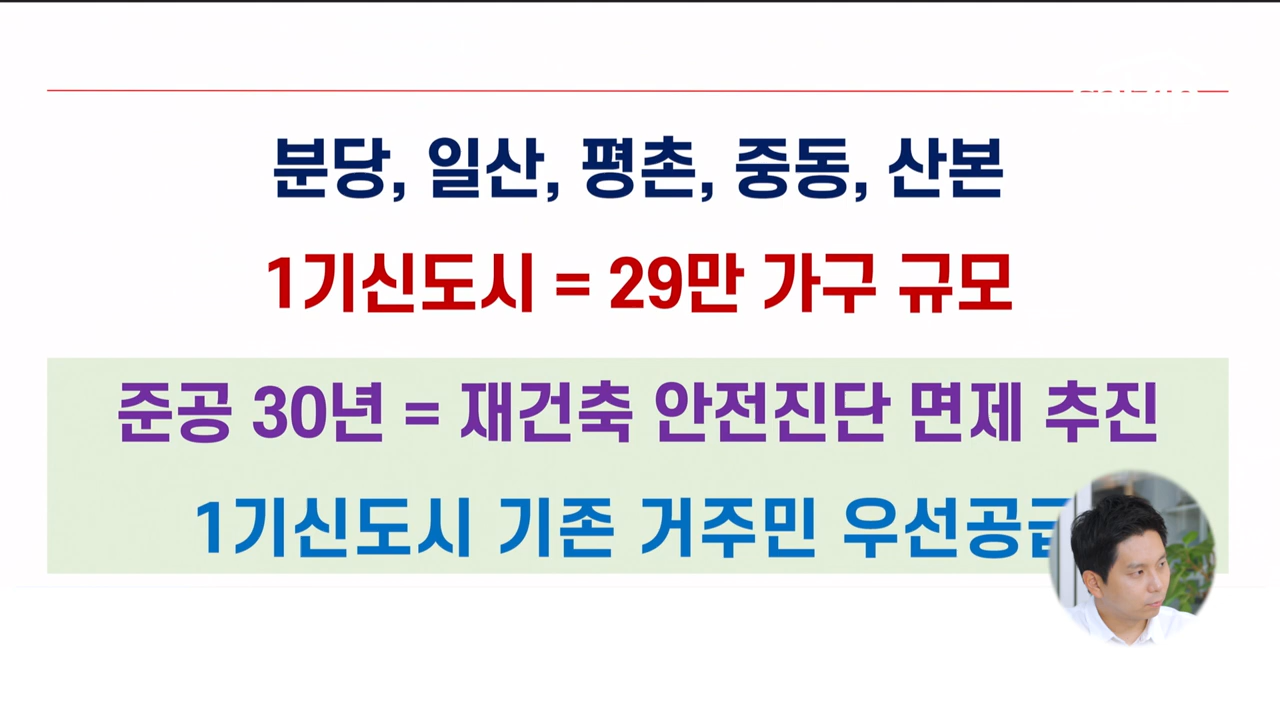 분당, 일산, 평촌, 중동, 산본
1기신도시 = 29만 가구 규모
준공 30년 = 재건축 안전진단 면제 추진
1기신도시 기존 거주민 우선공급